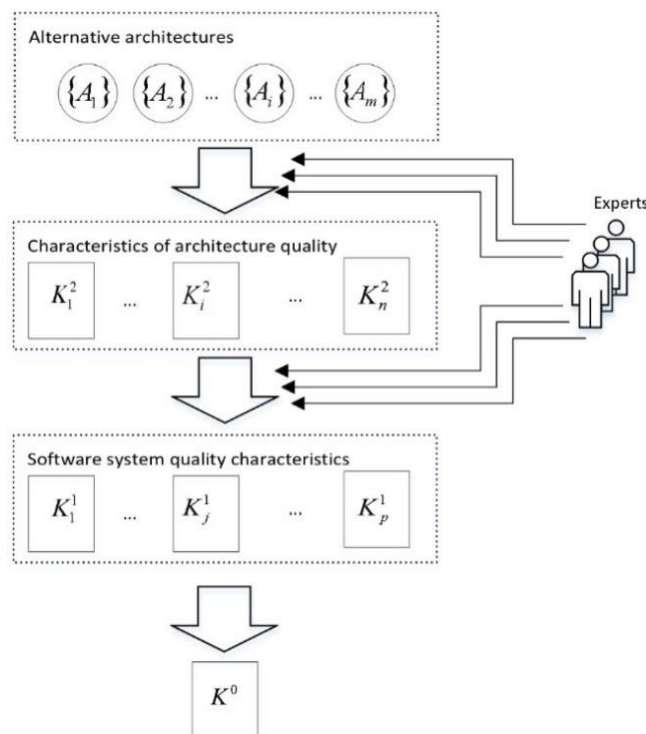 Alternative architectures
{A₁} {A₂} ... {Aᵢ} ... {Aₘ}
Experts
Characteristics of architecture quality
K₁² ... Kᵢ² ... Kₙ²
Software system quality characteristics
K₁¹ ... Kⱼ¹ ... Kₚ¹
K⁰